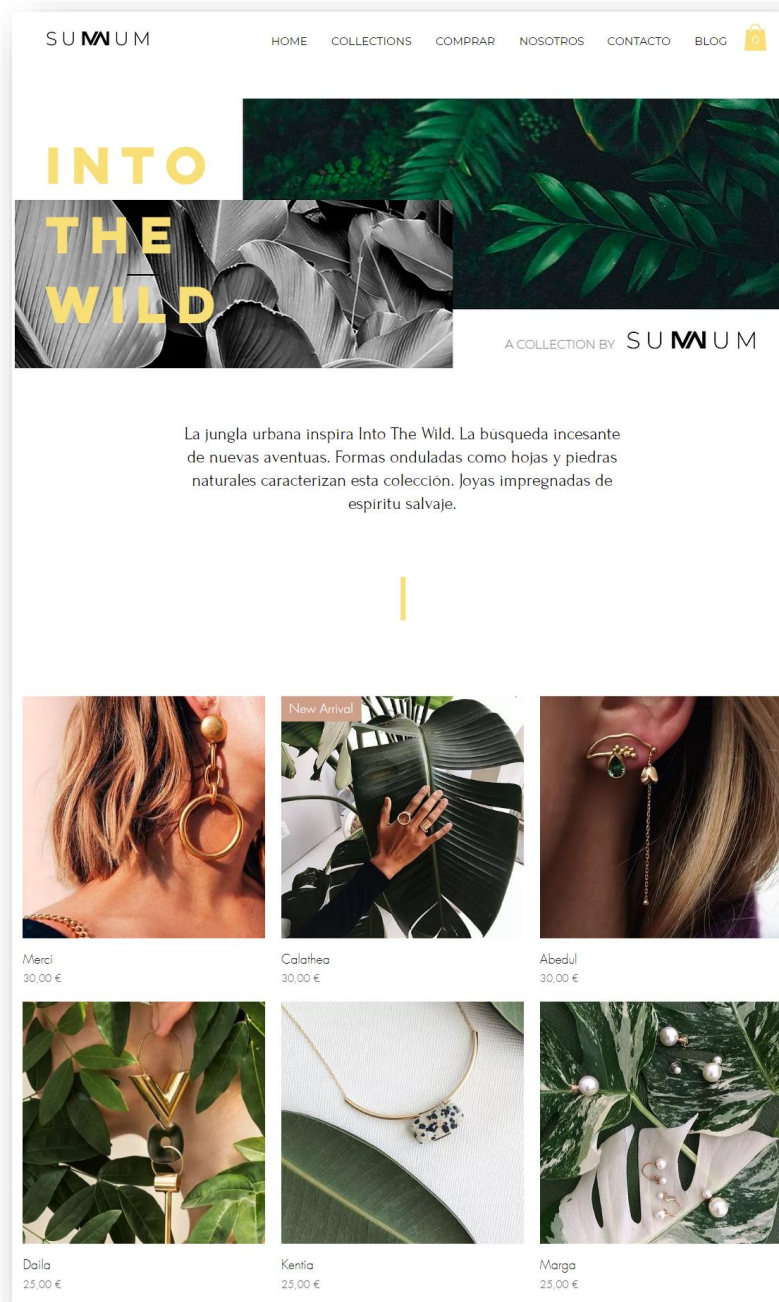 SUMMUM
HOME COLLECTIONS COMPRAR NOSOTROS CONTACTO BLOG 0
INTO
THE
WILD
A COLLECTION BY SUMMUM
La jungla urbana inspira Into The Wild. La búsqueda incesante
de nuevas aventuas. Formas onduladas como hojas y piedras
naturales caracterizan esta colección. Joyas impregnadas de
espíritu salvaje.
New Arrival
Merci
30,00 €
Calathea
30,00 €
Abedul
30,00 €
Daila
25,00 €
Kentia
25,00 €
Marga
25,00 €